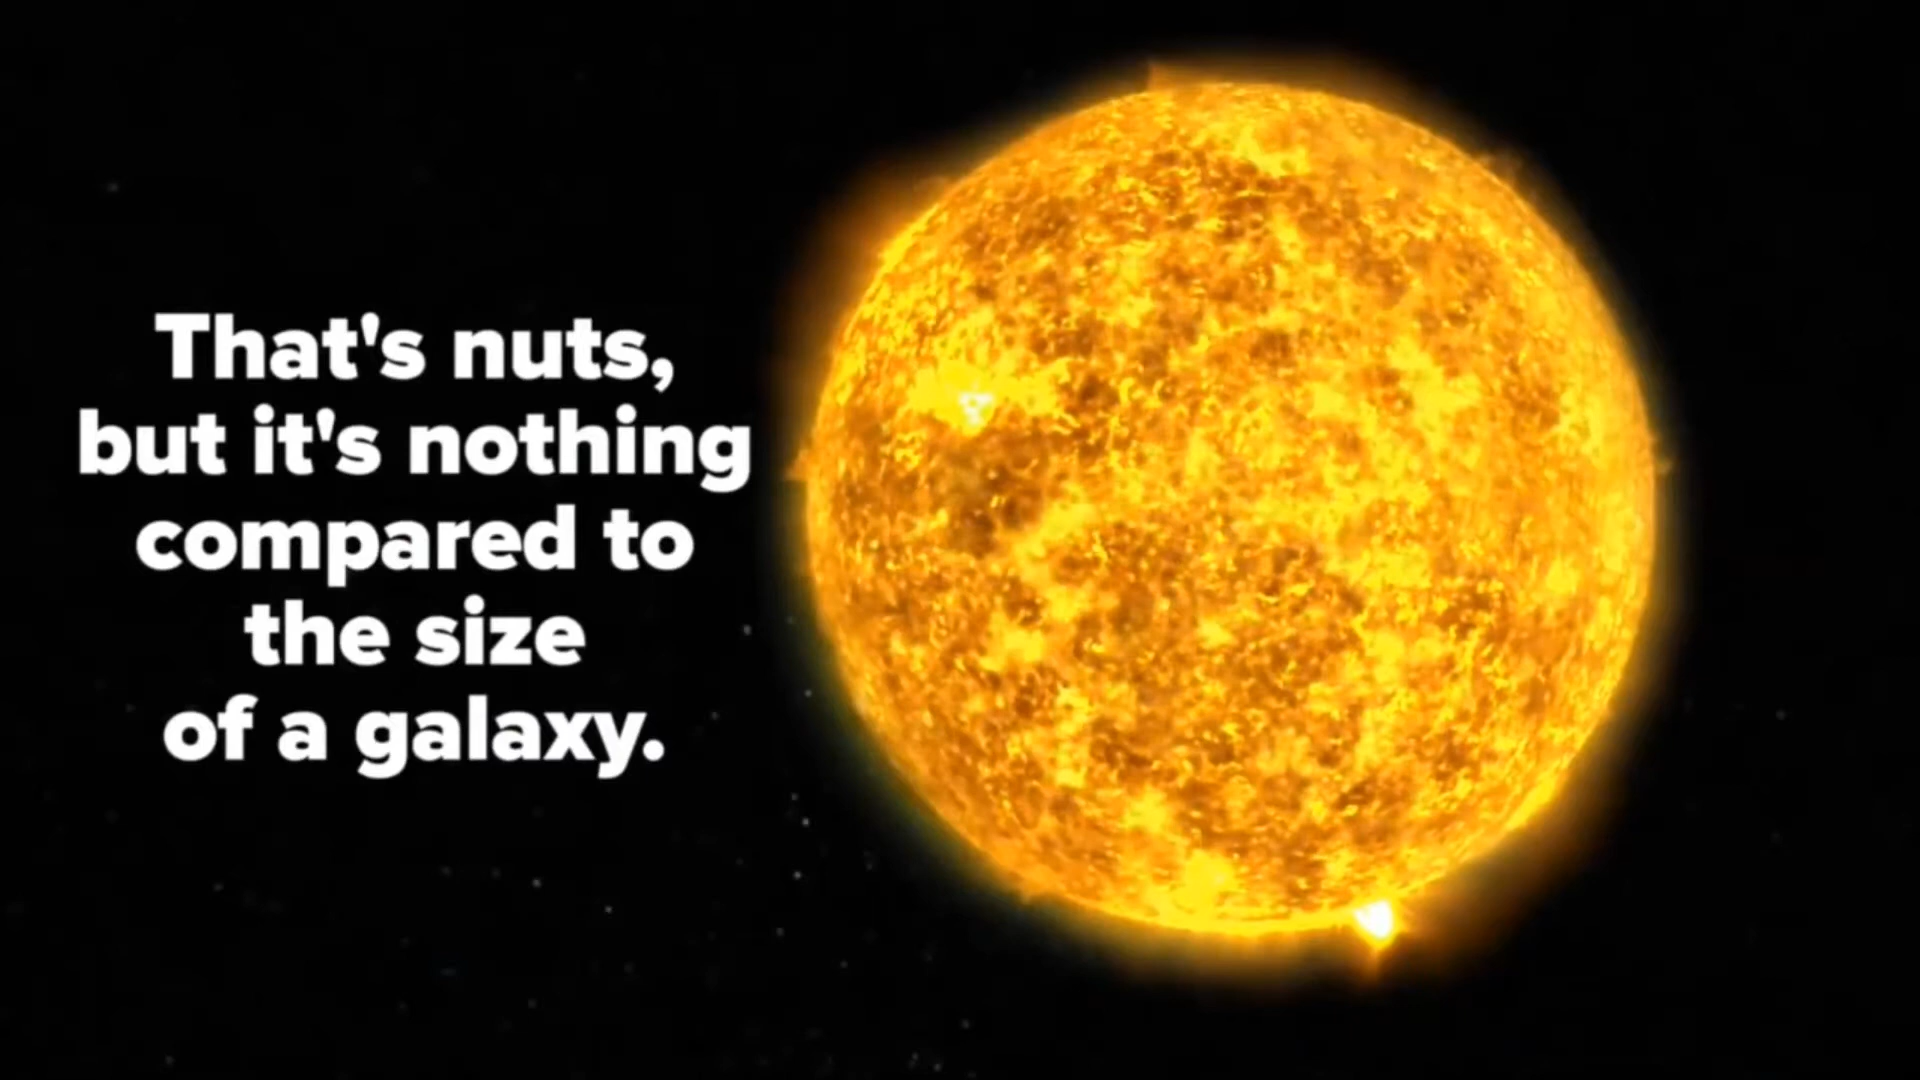 That's nuts,
but it's nothing
compared to
the size
of a galaxy.